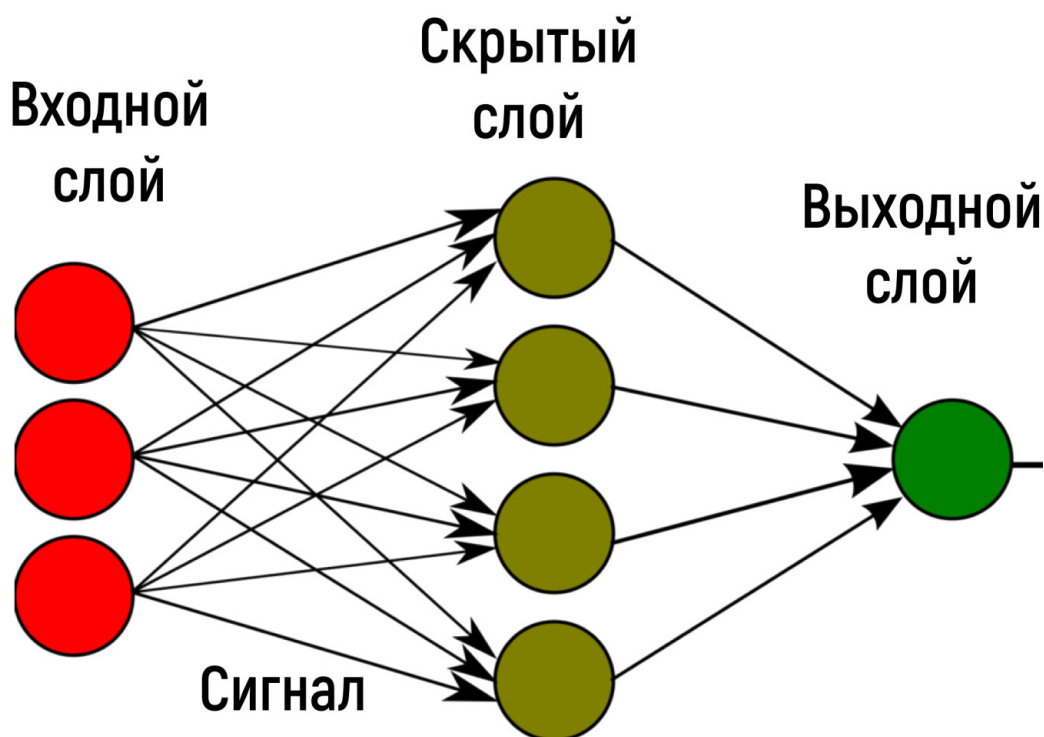 Входной
слой
Скрытый
слой
Выходной
слой
Сигнал